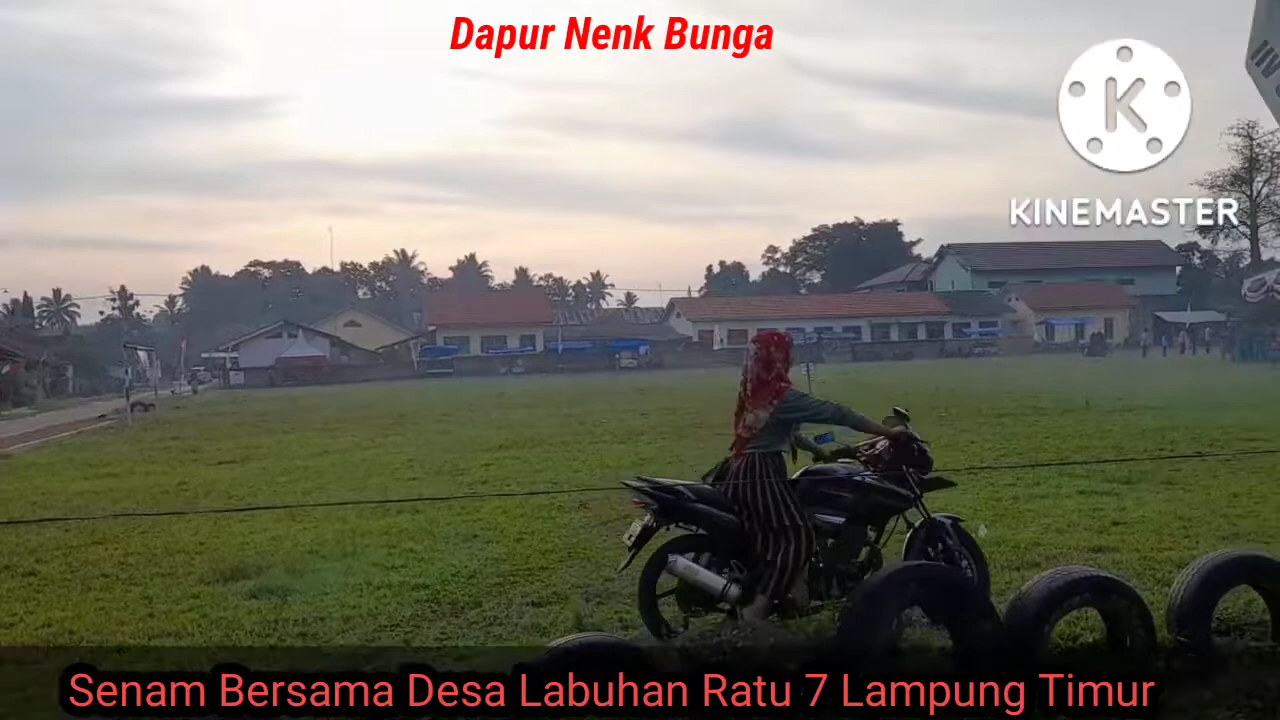 Dapur Nenk Bunga
K
KINEMASTER
Senam Bersama Desa Labuhan Ratu 7 Lampung Timur